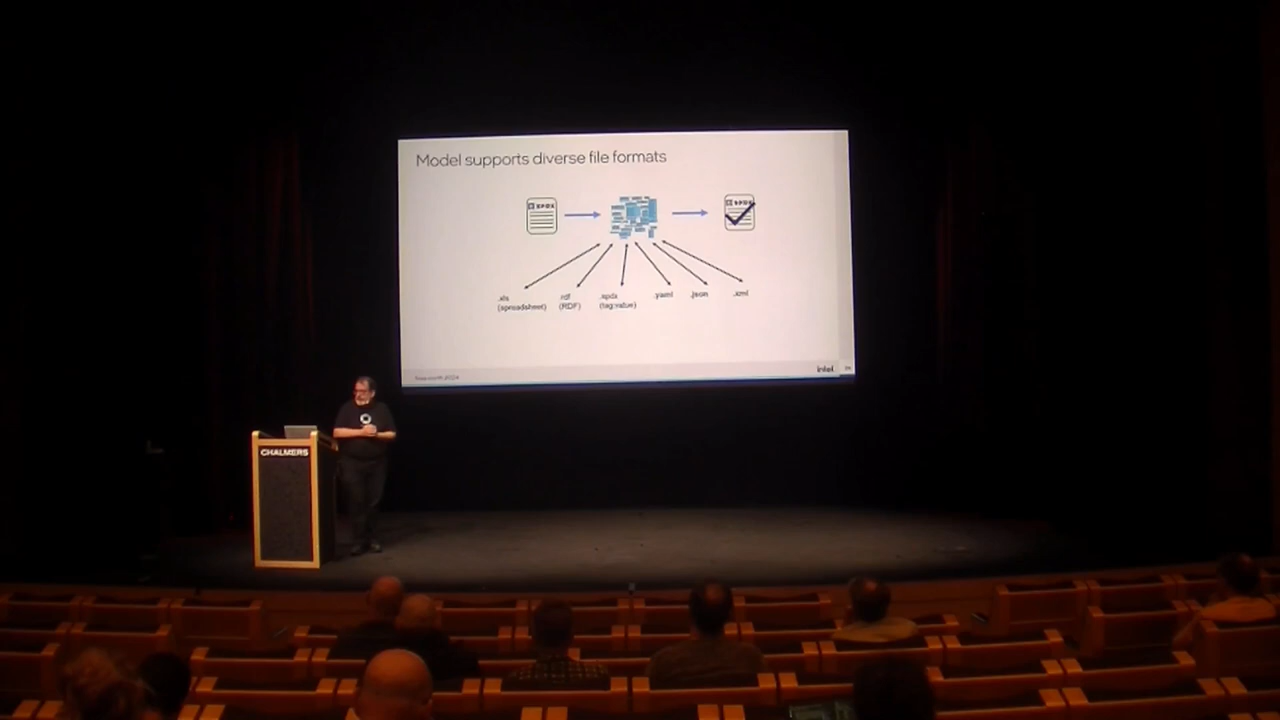 Model supports diverse file formats
SPDX
SPDX
.xls
(spreadsheet)
.rdf
(RDF)
.spdx
(tag:value)
.yaml
.json
.xml
intel
CHALMERS